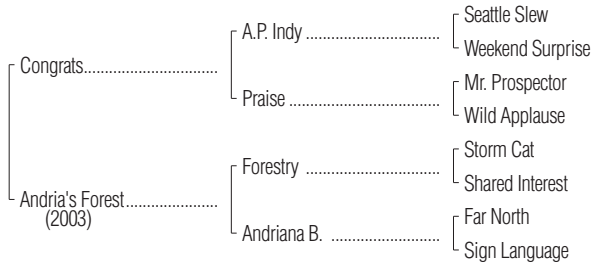 Seattle Slew
A.P. Indy ................................
Weekend Surprise
Congrats................................
Mr. Prospector
Praise ....................................
Wild Applause
Storm Cat
Forestry ................................
Shared Interest
Andria's Forest......................
(2003)
Far North
Andriana B. ..........................
Sign Language